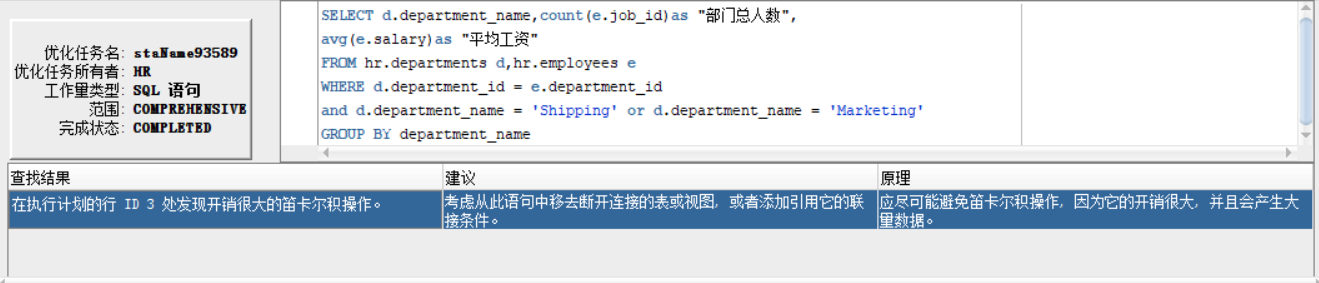 优化任务名: staName93589
优化任务所有者: HR
工作量类型: SQL 语句
范围: COMPREHENSIVE
完成状态: COMPLETED
SELECT d.department_name,count(e.job_id)as "部门总人数",
avg(e.salary)as "平均工资"
FROM hr.departments d,hr.employees e
WHERE d.department_id = e.department_id
and d.department_name = 'Shipping' or d.department_name = 'Marketing'
GROUP BY department_name
查找结果 建议 原理
在执行计划的行 ID 3 处发现开销很大的笛卡尔积操作。
考虑从此语句中移去断开连接的表或视图, 或者添加引用它的联
接条件。
应尽可能避免笛卡尔积操作, 因为它的开销很大, 并且会产生大
量数据。